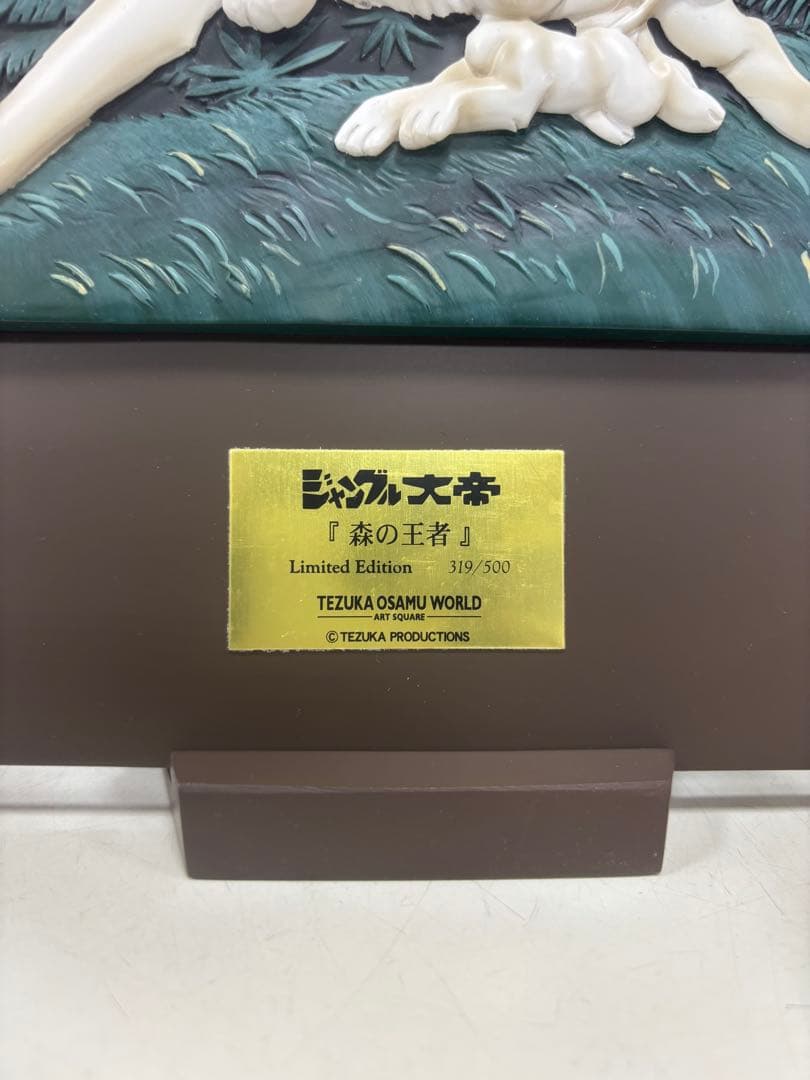 ジャングル大帝
『森の王者』
Limited Edition 319/500
TEZUKA OSAMU WORLD
ART SQUARE
©TEZUKA PRODUCTIONS